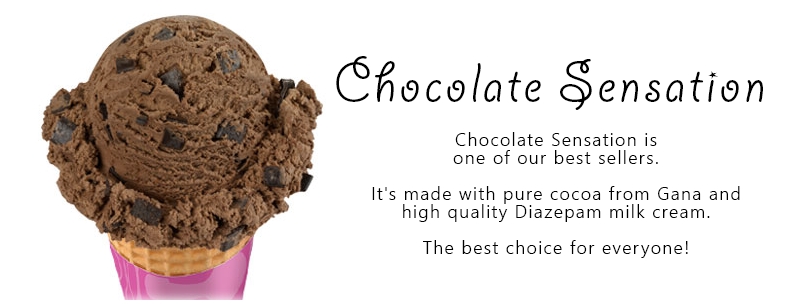 Chocolate Sensation
Chocolate Sensation is
one of our best sellers.
It's made with pure cocoa from Gana and
high quality Diazepam milk cream.
The best choice for everyone!